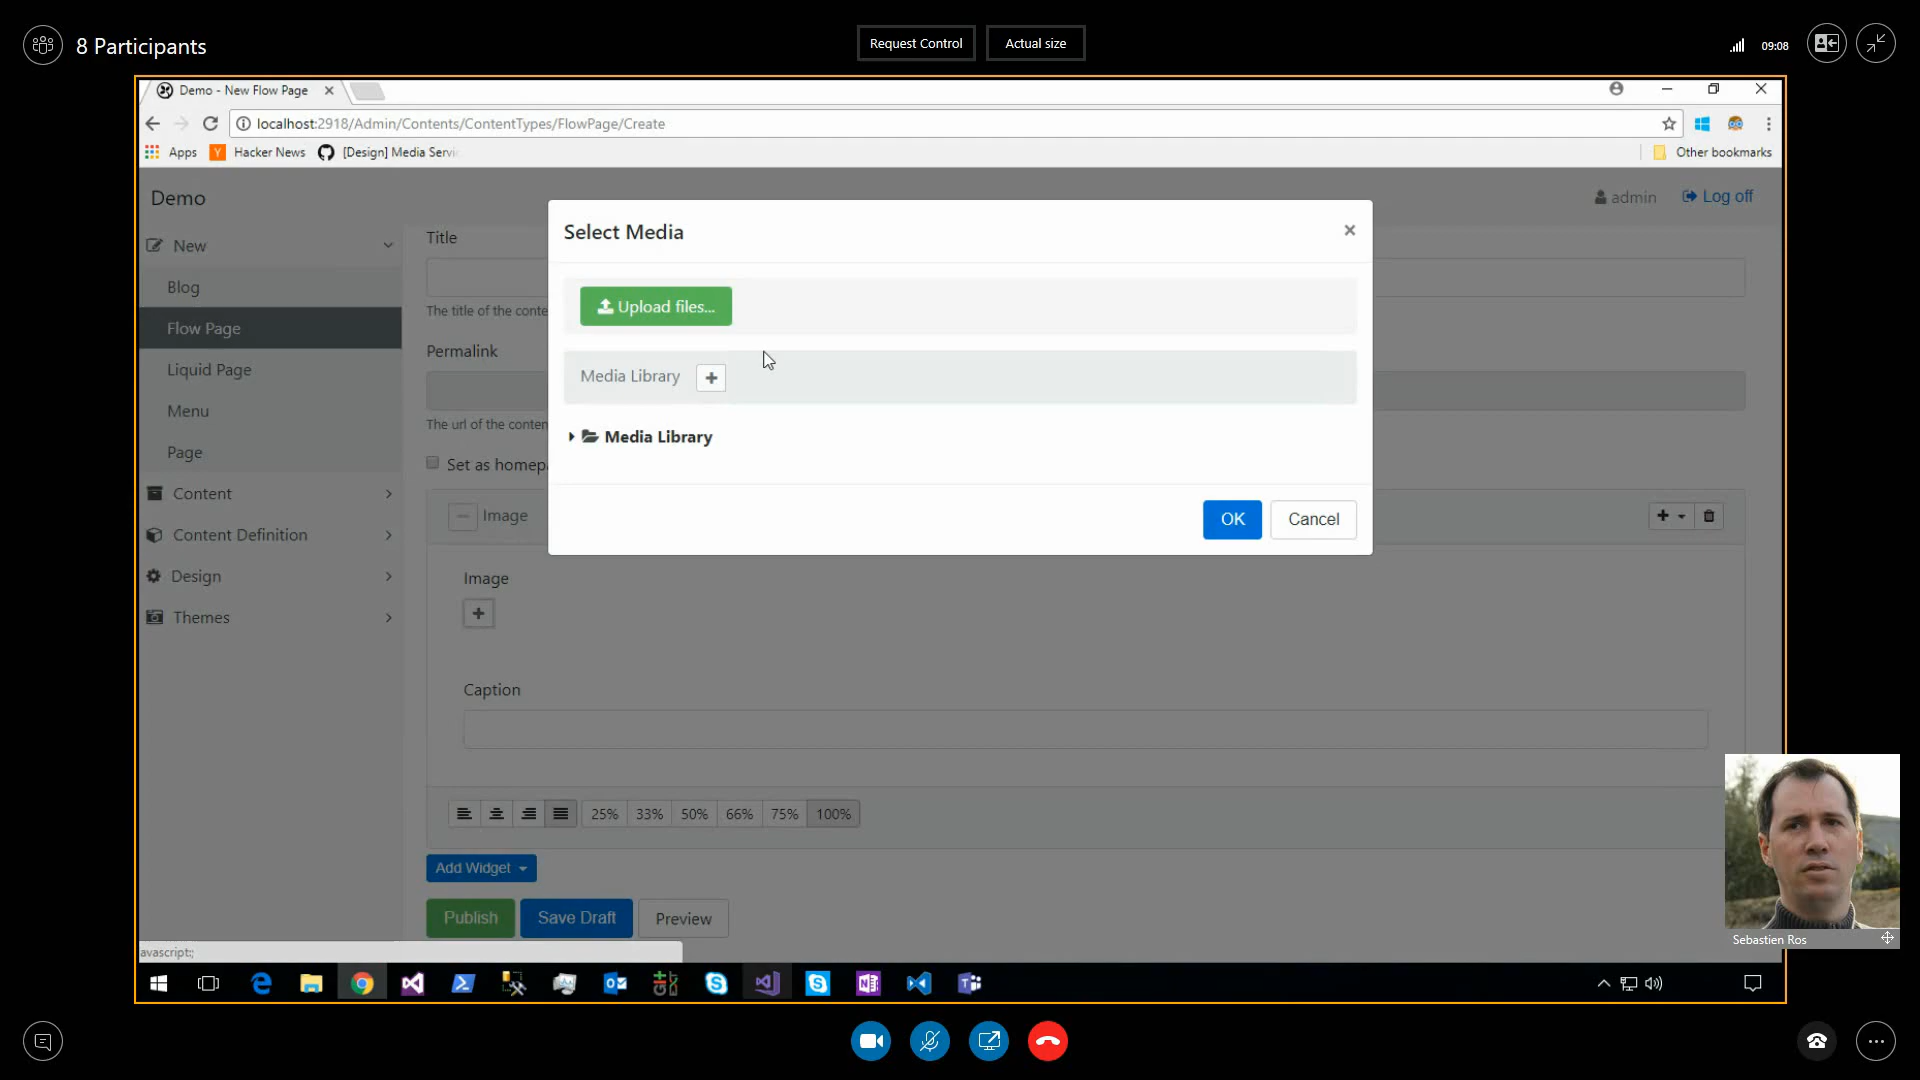 8 Participants
Request Control
Actual size
09:08
Demo - New Flow Page
localhost:2918/Admin/Contents/ContentTypes/FlowPage/Create
Apps
Hacker News
[Design] Media Servi
Other bookmarks
Demo
admin
Log off
New
Blog
Flow Page
Liquid Page
Menu
Page
Content
Content Definition
Design
Themes
Title
The title of the conte
Permalink
The url of the conten
Set as homepa
Image
Select Media
Upload files...
Media Library
Media Library
OK
Cancel
Image
Caption
25%
33%
50%
66%
75%
100%
Add Widget
Publish
Save Draft
Preview
avascript:;
Sebastien Ros